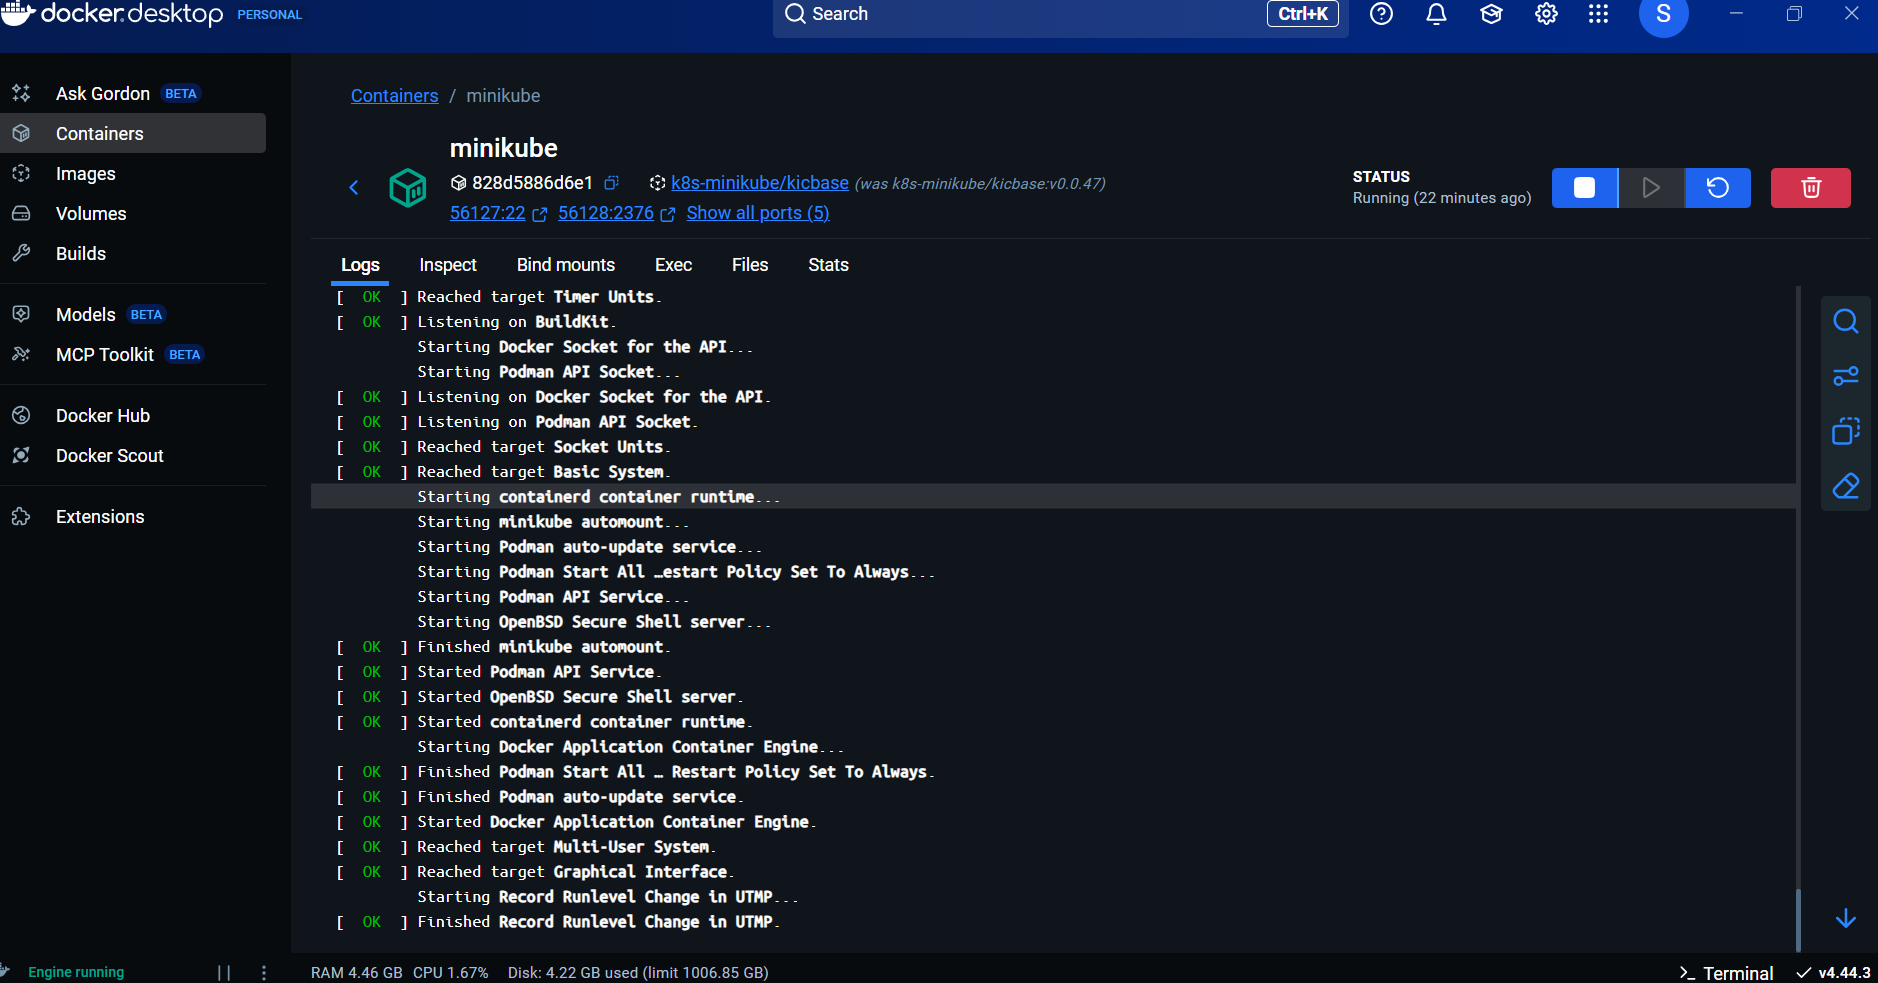 docker.desktop PERSONAL
Search
Ctrl+K
S
Ask Gordon BETA
Containers
Images
Volumes
Builds
Models BETA
MCP Toolkit BETA
Docker Hub
Docker Scout
Extensions
Containers / minikube
minikube
828d5886d6e1 k8s-minikube/kicbase (was k8s-minikube/kicbase:v0.0.47)
56127:22 56128:2376 Show all ports (5)
STATUS
Running (22 minutes ago)
Logs Inspect Bind mounts Exec Files Stats
[ OK ] Reached target Timer Units.
[ OK ] Listening on BuildKit.
Starting Docker Socket for the API...
Starting Podman API Socket...
[ OK ] Listening on Docker Socket for the API.
[ OK ] Listening on Podman API Socket.
[ OK ] Reached target Socket Units.
[ OK ] Reached target Basic System.
Starting containerd container runtime...
Starting minikube automount...
Starting Podman auto-update service...
Starting Podman Start All …estart Policy Set To Always...
Starting Podman API Service...
Starting OpenBSD Secure Shell server...
[ OK ] Finished minikube automount.
[ OK ] Started Podman API Service.
[ OK ] Started OpenBSD Secure Shell server.
[ OK ] Started containerd container runtime.
Starting Docker Application Container Engine...
[ OK ] Finished Podman Start All … Restart Policy Set To Always.
[ OK ] Finished Podman auto-update service.
[ OK ] Started Docker Application Container Engine.
[ OK ] Reached target Multi-User System.
[ OK ] Reached target Graphical Interface.
Starting Record Runlevel Change in UTMP...
[ OK ] Finished Record Runlevel Change in UTMP.
Engine running
RAM 4.46 GB CPU 1.67% Disk: 4.22 GB used (limit 1006.85 GB)
>_ Terminal
v4.44.3